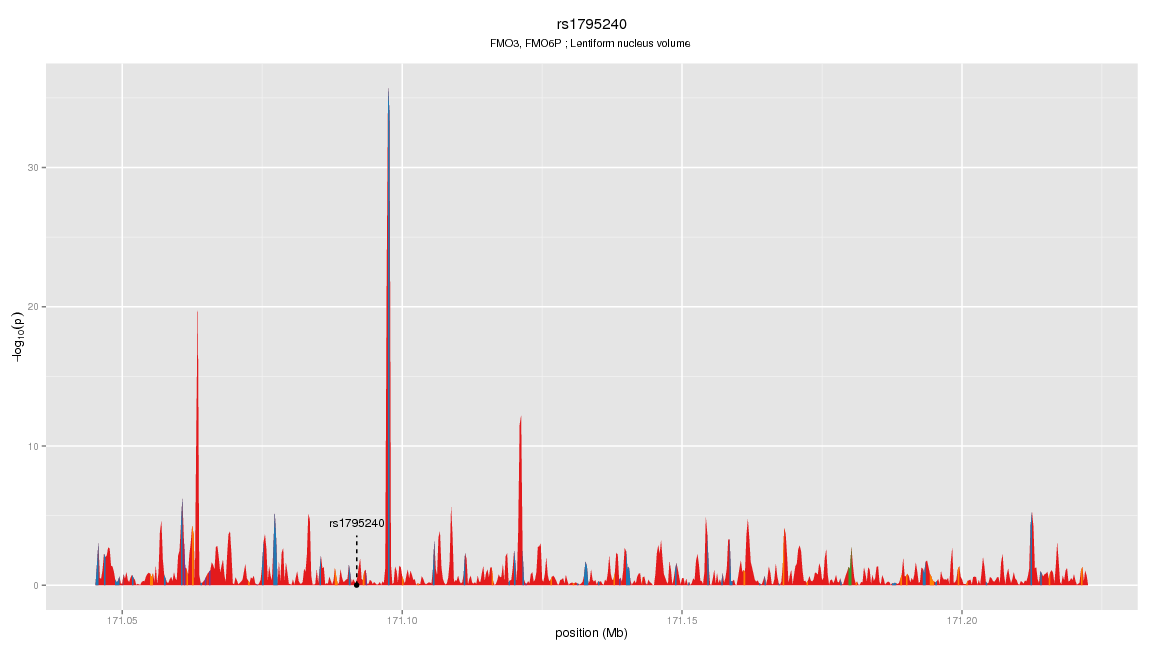 rs1795240
FMO3, FMO6P ; Lentiform nucleus volume
−log10(p)
30
20
10
0
rs1795240
171.05 171.10 171.15 171.20
position (Mb)